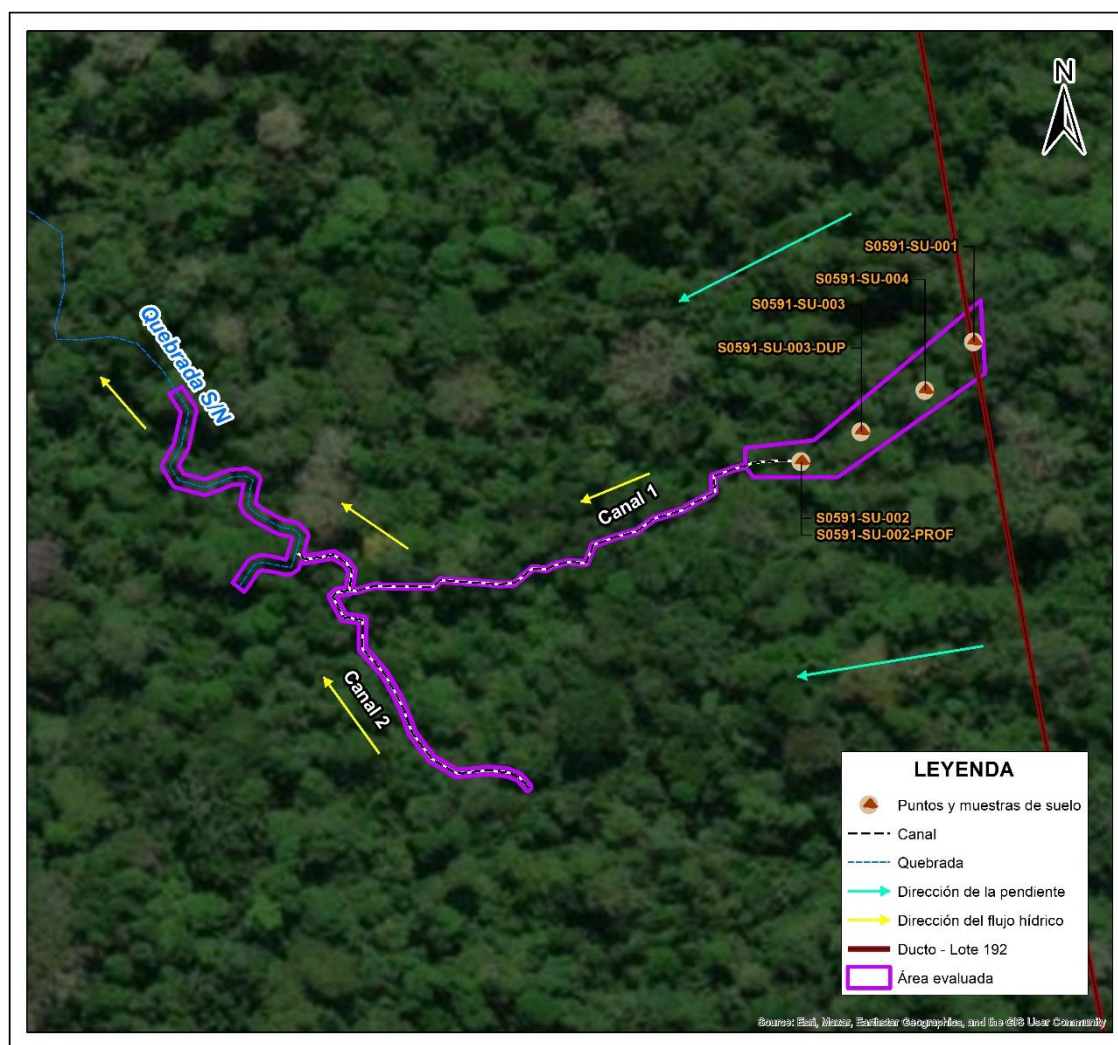 N
S0591-SU-001
S0591-SU-004
S0591-SU-003
S0591-SU-003-DUP
Quebrada S/N
Canal 1
S0591-SU-002
S0591-SU-002-PROF
Canal 2
LEYENDA
Puntos y muestras de suelo
Canal
Quebrada
Dirección de la pendiente
Dirección del flujo hídrico
Ducto - Lote 192
Área evaluada
Source: Esri, Maxar, Earthstar Geographics, and the GIS User Community